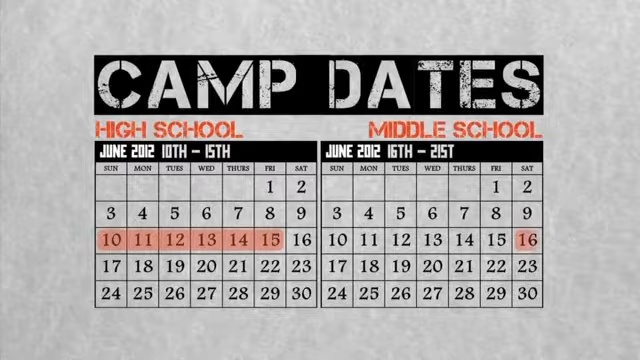 CAMP DATES
HIGH SCHOOL
JUNE 2012 10TH – 15TH
SUN MON TUES WED THURS FRI SAT
1 2
3 4 5 6 7 8 9
10 11 12 13 14 15 16
17 18 19 20 21 22 23
24 25 26 27 28 29 30
MIDDLE SCHOOL
JUNE 2012 16TH – 21ST
SUN MON TUES WED THURS FRI SAT
1 2
3 4 5 6 7 8 9
10 11 12 13 14 15 16
17 18 19 20 21 22 23
24 25 26 27 28 29 30